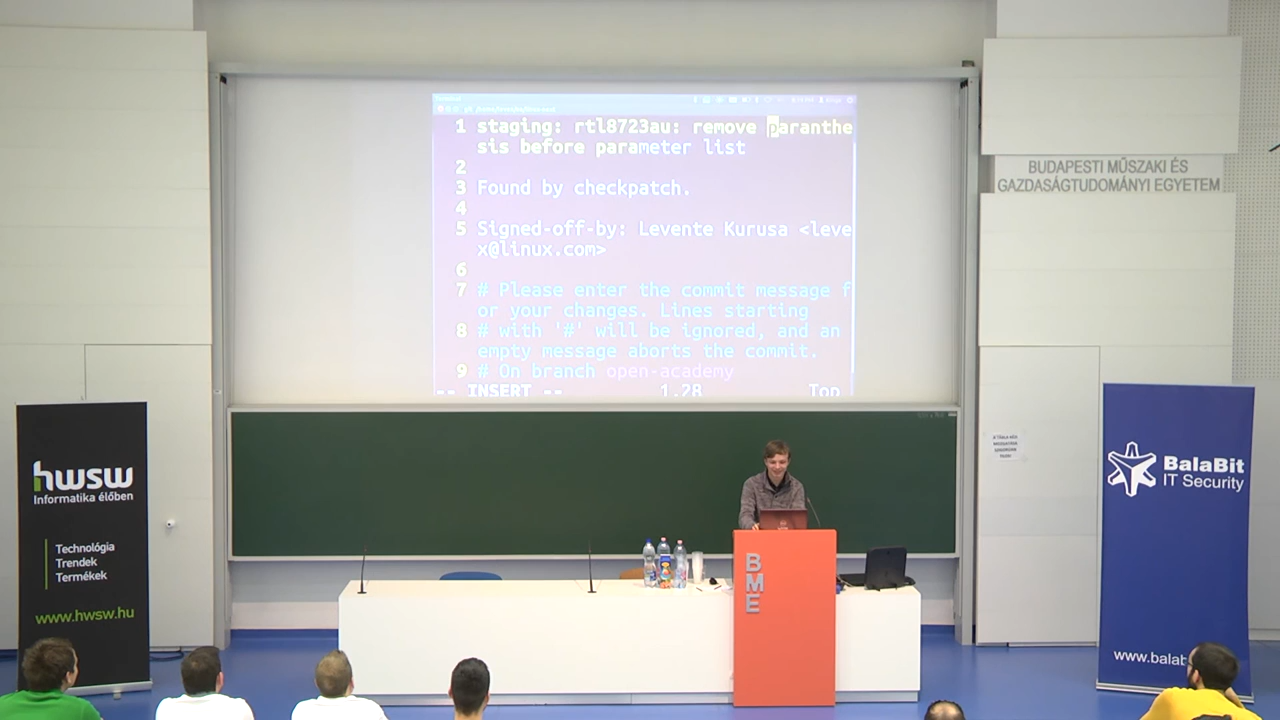 1 staging: rtl8723au: remove paranthe
sis before parameter list
2
3 Found by checkpatch.
4
5 Signed-off-by: Levente Kurusa <leve
x@linux.com>
6
7 # Please enter the commit message f
or your changes. Lines starting
8 # with '#' will be ignored, and an
empty message aborts the commit.
9 # On branch open-academy
-- INSERT -- 1,28 Top
BUDAPESTI MŰSZAKI ÉS
GAZDASÁGTUDOMÁNYI EGYETEM
hwsw
Informatika élőben
Technológia
Trendek
Termékek
www.hwsw.hu
BME
BalaBit
IT Security
www.balab